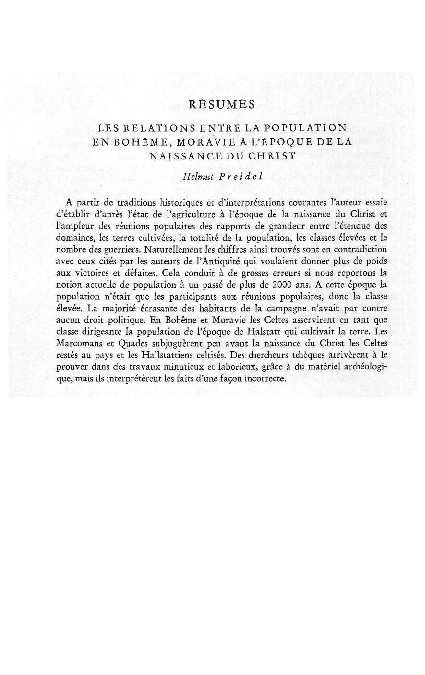 RÉSUMÉS
LES RELATIONS ENTRE LA POPULATION
EN BOHÊME, MORAVIE À L'ÉPOQUE DE LA
NAISSANCE DU CHRIST
Helmut Preidel
A partir de traditions historiques et d'interprétations courantes l'auteur essaie
d'établir d'après l'état de l'agriculture à l'époque de la naissance du Christ et
l'ampleur des réunions populaires des rapports de grandeur entre l'étendue des
domaines, les terres cultivées, la totalité de la population, les classes élevées et le
nombre des guerriers. Naturellement les chiffres ainsi trouvés sont en contradiction
avec ceux cités par les auteurs de l'Antiquité qui voulaient donner plus de poids
aux victoires et défaites. Cela conduit à de grosses erreurs si nous reportons la
notion actuelle de population à un passé de plus de 2000 ans. A cette époque la
population n'était que les participants aux réunions populaires, donc la classe
élevée. La majorité écrasante des habitants de la campagne n'avait par contre
aucun droit politique. En Bohême et Moravie les Celtes asservirent en tant que
classe dirigeante la population de l'époque de Halstatt qui cultivait la terre. Les
Marcomans et Quades subjuguèrent peu avant la naissance du Christ les Celtes
restés au pays et les Halstattiens celtisés. Des chercheurs tchèques arrivèrent à le
prouver dans des travaux minutieux et laborieux, grâce à du matériel archéologi-
que, mais ils interprétèrent les faits d'une façon incorrecte.